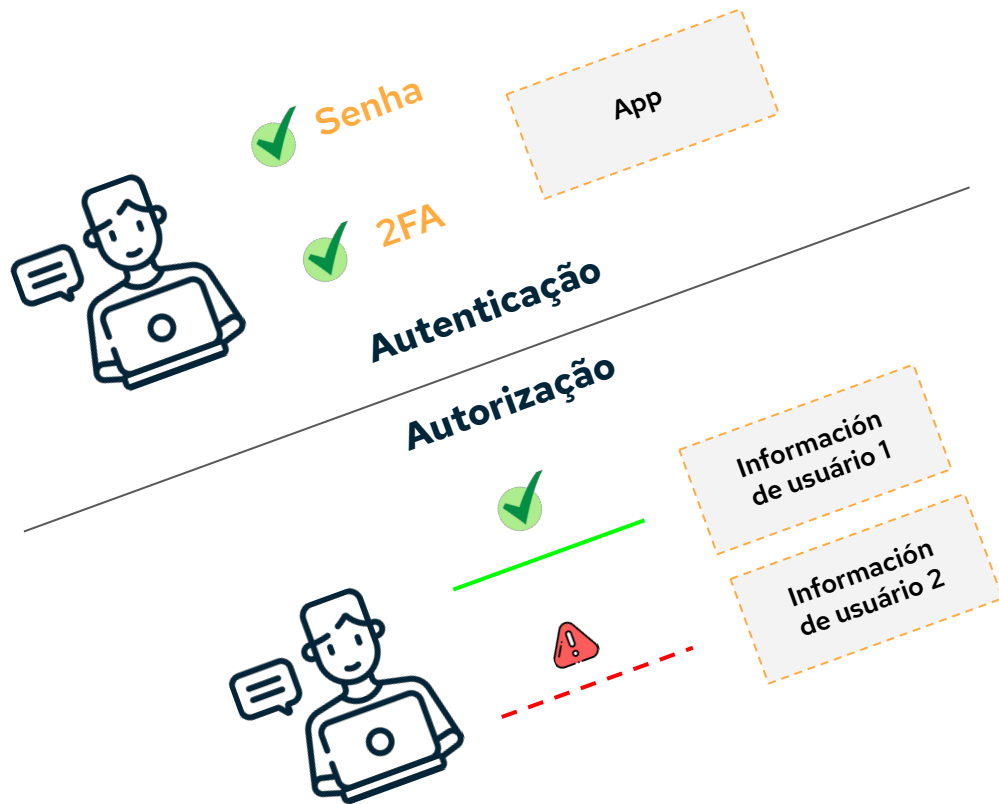 Senha
App
2FA
Autenticação
Autorização
Información
de usuário 1
Información
de usuário 2